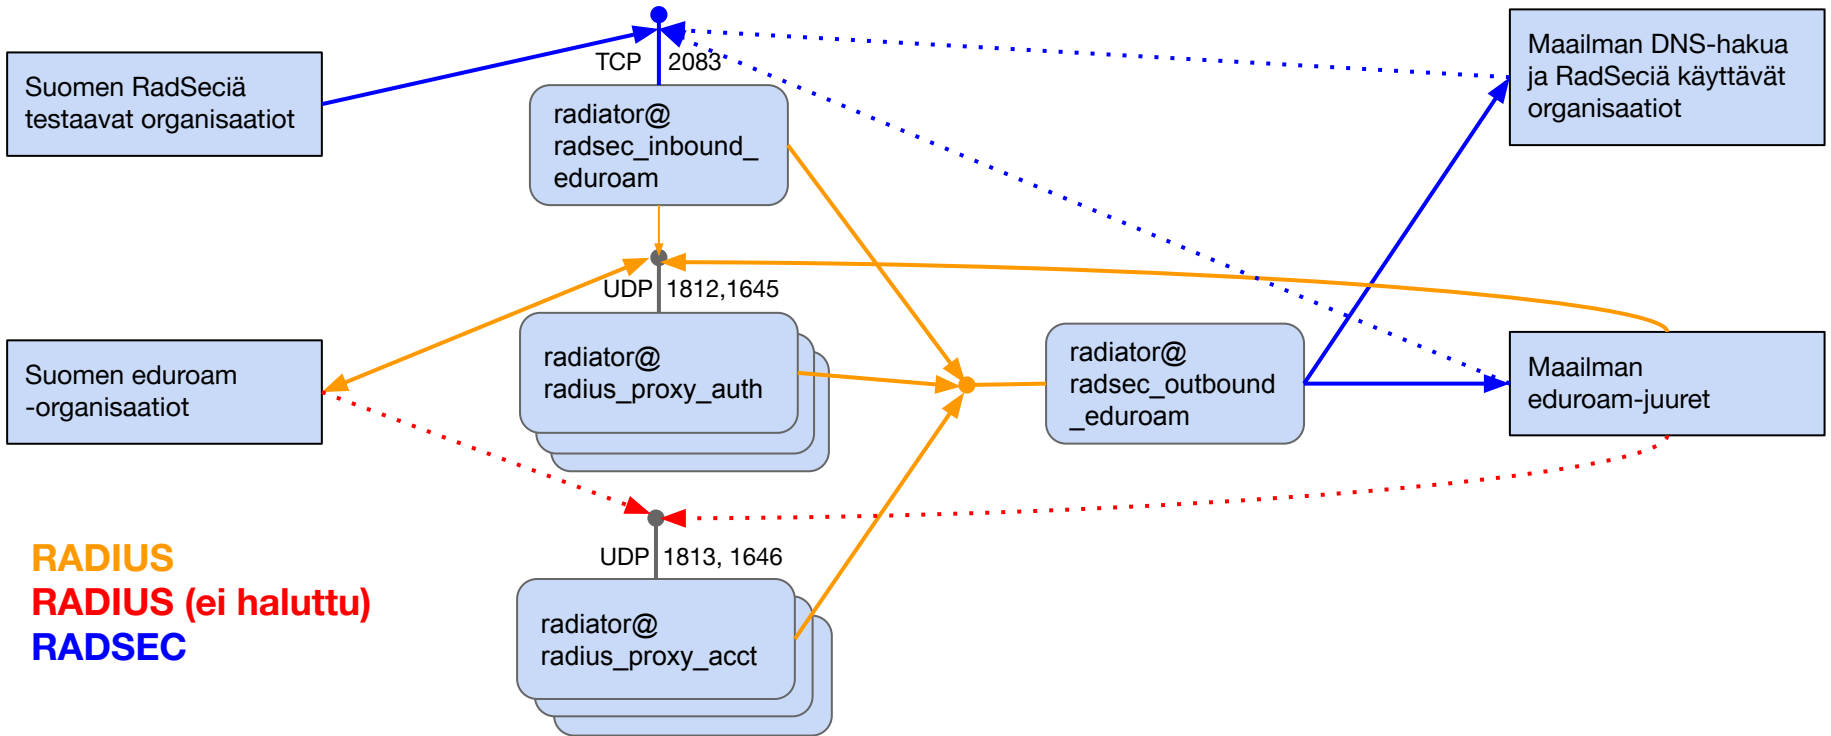 Suomen RadSeciä
testaavat organisaatiot
TCP 2083
radiator@
radsec_inbound_
eduroam
Maailman DNS-hakua
ja RadSeciä käyttävät
organisaatiot
UDP 1812,1645
Suomen eduroam
-organisaatiot
radiator@
radius_proxy_auth
radiator@
radsec_outbound
_eduroam
Maailman
eduroam-juuret
UDP 1813, 1646
radiator@
radius_proxy_acct
RADIUS
RADIUS (ei haluttu)
RADSEC